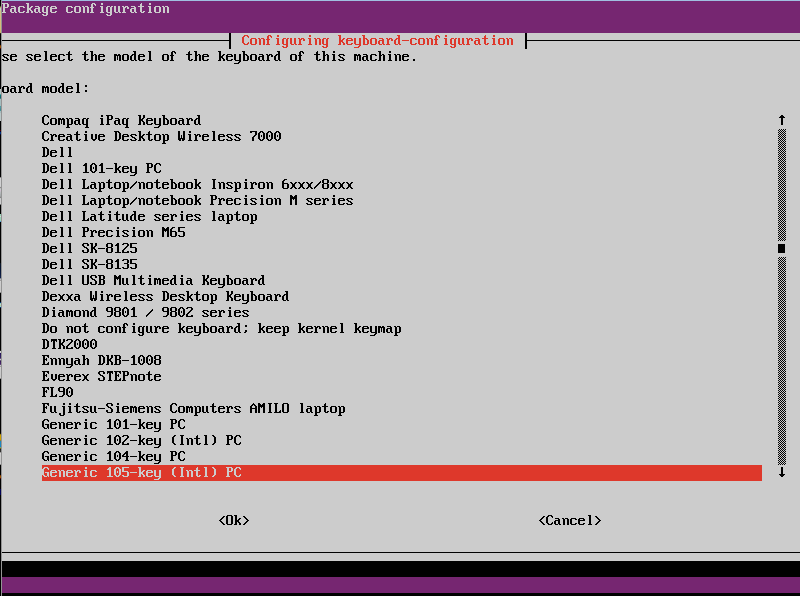 Package configuration
Configuring keyboard-configuration
se select the model of the keyboard of this machine.
oard model:
Compaq iPaq Keyboard
Creative Desktop Wireless 7000
Dell
Dell 101-key PC
Dell Laptop/notebook Inspiron 6xxx/8xxx
Dell Laptop/notebook Precision M series
Dell Latitude series laptop
Dell Precision M65
Dell SK-8125
Dell SK-8135
Dell USB Multimedia Keyboard
Dexxa Wireless Desktop Keyboard
Diamond 9801 / 9802 series
Do not configure keyboard; keep kernel keymap
DTK2000
Ennyah DKB-1008
Everex STEPnote
FL90
Fujitsu-Siemens Computers AMILO laptop
Generic 101-key PC
Generic 102-key (Intl) PC
Generic 104-key PC
Generic 105-key (Intl) PC
<Ok> <Cancel>